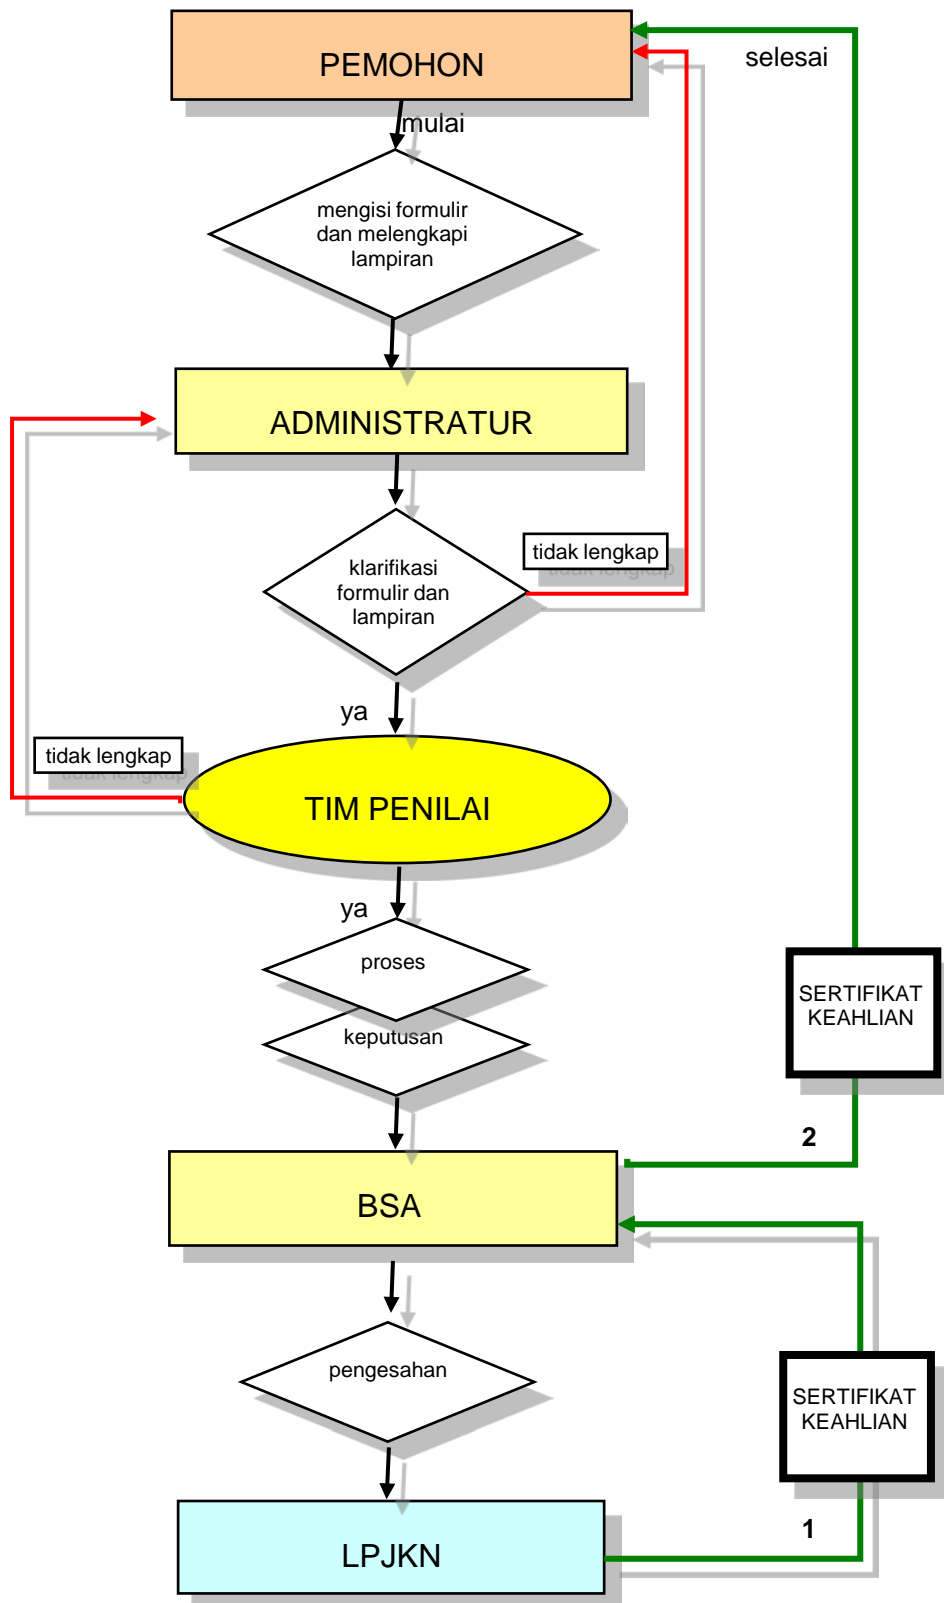 PEMOHON
selesai
mulai
mengisi formulir
dan melengkapi
lampiran
ADMINISTRATUR
tidak lengkap
klarifikasi
formulir dan
lampiran
ya
tidak lengkap
TIM PENILAI
ya
proses
SERTIFIKAT
KEAHLIAN
keputusan
2
BSA
pengesahan
SERTIFIKAT
KEAHLIAN
1
LPJKN